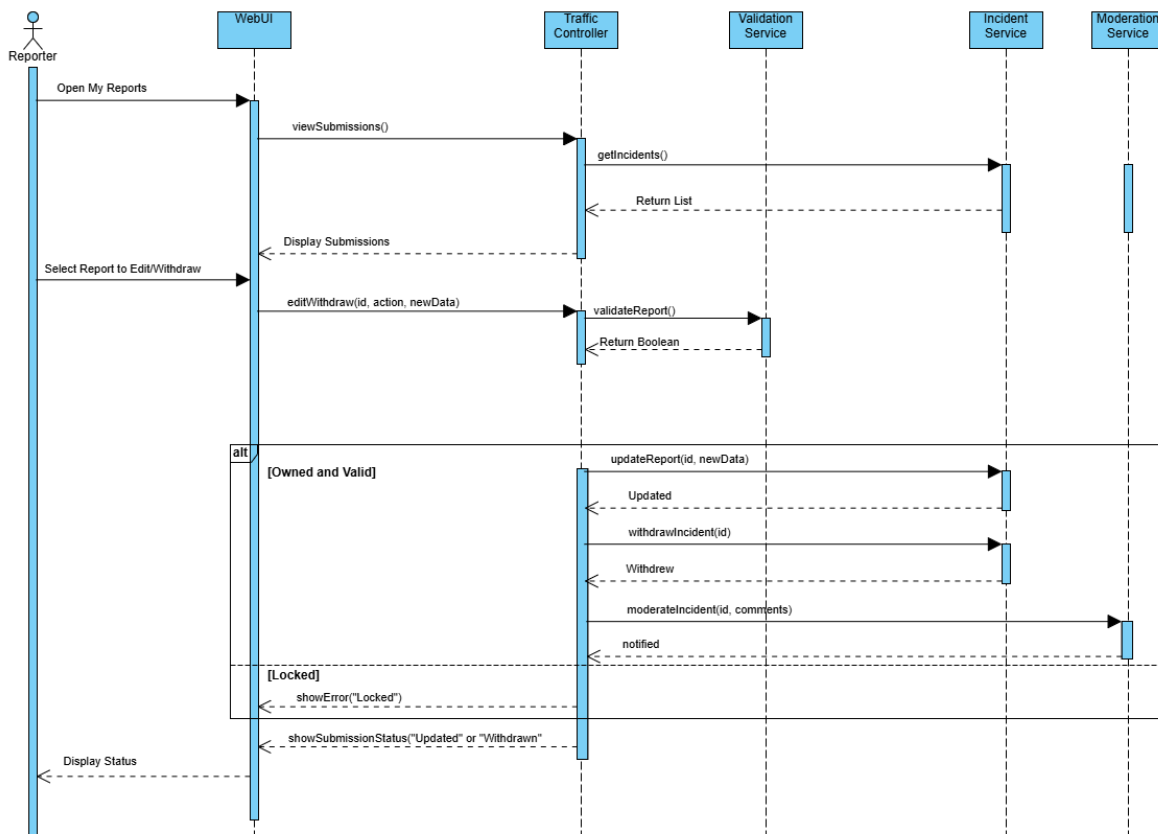 WebUI
Traffic
Controller
Validation
Service
Incident
Service
Moderation
Service
Reporter
Open My Reports
viewSubmissions()
getIncidents()
Return List
Display Submissions
Select Report to Edit/Withdraw
editWithdraw(id, action, newData)
validateReport()
Return Boolean
alt
[Owned and Valid]
updateReport(id, newData)
Updated
withdrawIncident(id)
Withdrew
moderateIncident(id, comments)
notified
[Locked]
showError("Locked")
showSubmissionStatus("Updated" or "Withdrawn"
Display Status